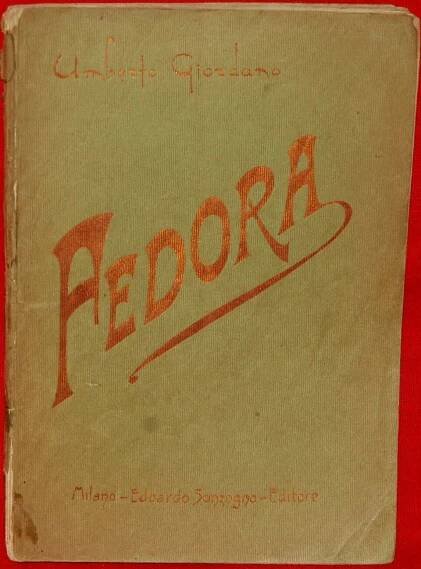 Umberto Giordano
FEDORA
Milano - Edoardo Sonzogno - Editore